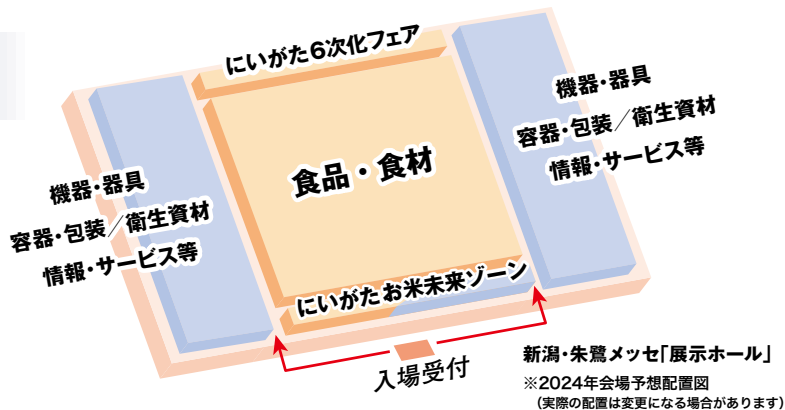 にいがた6次化フェア
機器・器具
容器・包装／衛生資材
情報・サービス等
食品・食材
機器・器具
容器・包装／衛生資材
情報・サービス等
にいがたお米未来ゾーン
入場受付
新潟・朱鷺メッセ「展示ホール」
※2024年会場予想配置図
（実際の配置は変更になる場合があります）